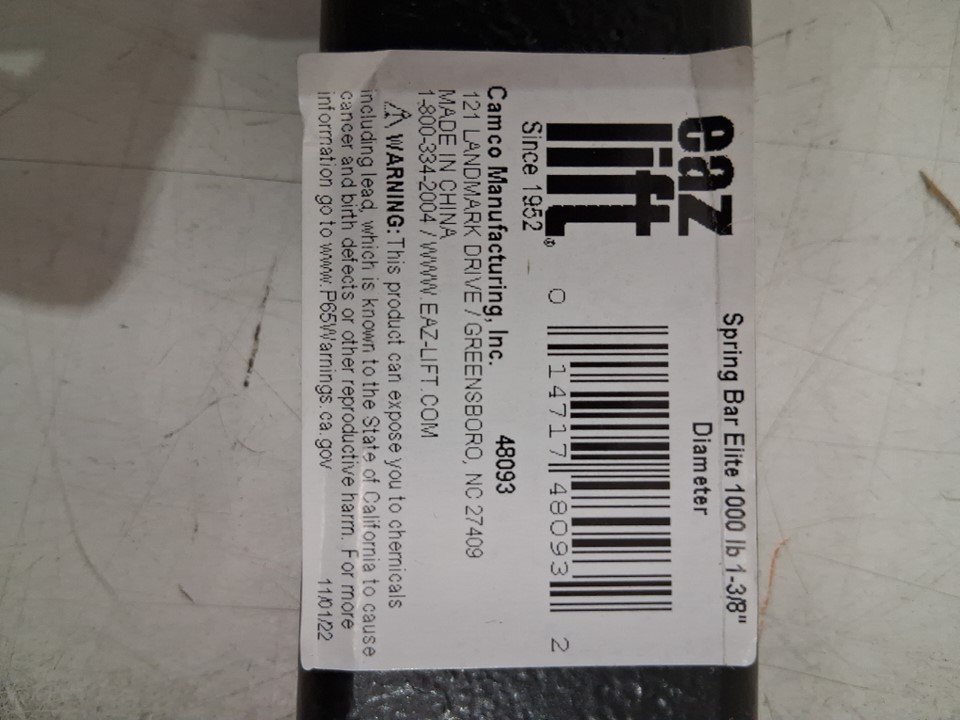 eaz
lift®
Since 1952
Spring Bar Elite 1000 lb 1-3/8"
Diameter
0 14717 48093 2
Camco Manufacturing, Inc. 48093
121 LANDMARK DRIVE / GREENSBORO, NC 27409
MADE IN CHINA
1-800-334-2004 / WWW.EAZ-LIFT.COM
⚠ WARNING: This product can expose you to chemicals
including lead, which is known to the State of California to cause
cancer and birth defects or other reproductive harm. For more
information go to www.P65Warnings.ca.gov 11/01/22